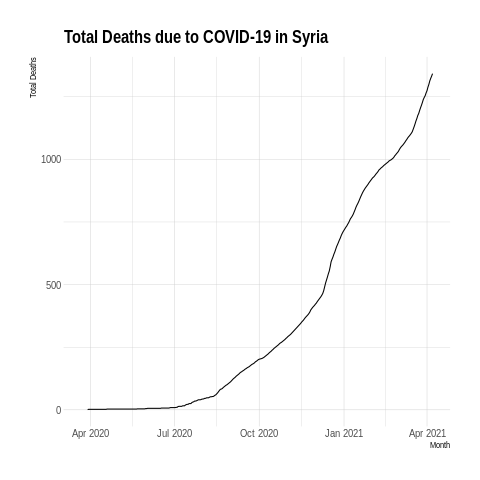 Total Deaths due to COVID-19 in Syria
Total Deaths
1000
500
0
Apr 2020 Jul 2020 Oct 2020 Jan 2021 Apr 2021
Month